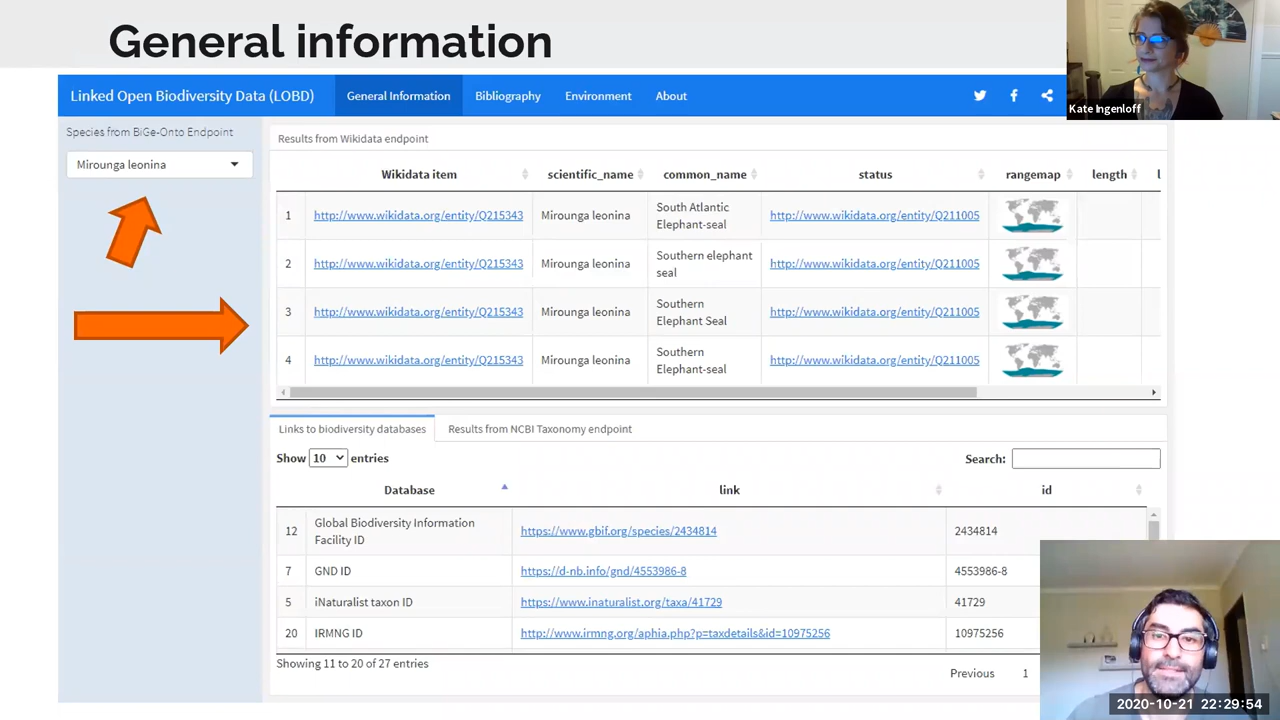 General information
Kate Ingenloff
Linked Open Biodiversity Data (LOBD) General Information Bibliography Environment About
Species from BiGe-Onto Endpoint
Mirounga leonina
Results from Wikidata endpoint
Wikidata item scientific_name common_name status rangemap length l
1 http://www.wikidata.org/entity/Q215343 Mirounga leonina South Atlantic Elephant-seal http://www.wikidata.org/entity/Q211005
2 http://www.wikidata.org/entity/Q215343 Mirounga leonina Southern elephant seal http://www.wikidata.org/entity/Q211005
3 http://www.wikidata.org/entity/Q215343 Mirounga leonina Southern Elephant Seal http://www.wikidata.org/entity/Q211005
4 http://www.wikidata.org/entity/Q215343 Mirounga leonina Southern Elephant-seal http://www.wikidata.org/entity/Q211005
Links to biodiversity databases Results from NCBI Taxonomy endpoint
Show 10 entries Search:
Database link id
12 Global Biodiversity Information Facility ID https://www.gbif.org/species/2434814 2434814
7 GND ID https://d-nb.info/gnd/4553986-8 4553986-8
5 iNaturalist taxon ID https://www.inaturalist.org/taxa/41729 41729
20 IRMNG ID http://www.irmng.org/aphia.php?p=taxdetails&id=10975256 10975256
Showing 11 to 20 of 27 entries
Previous 1
2020-10-21 22:29:54